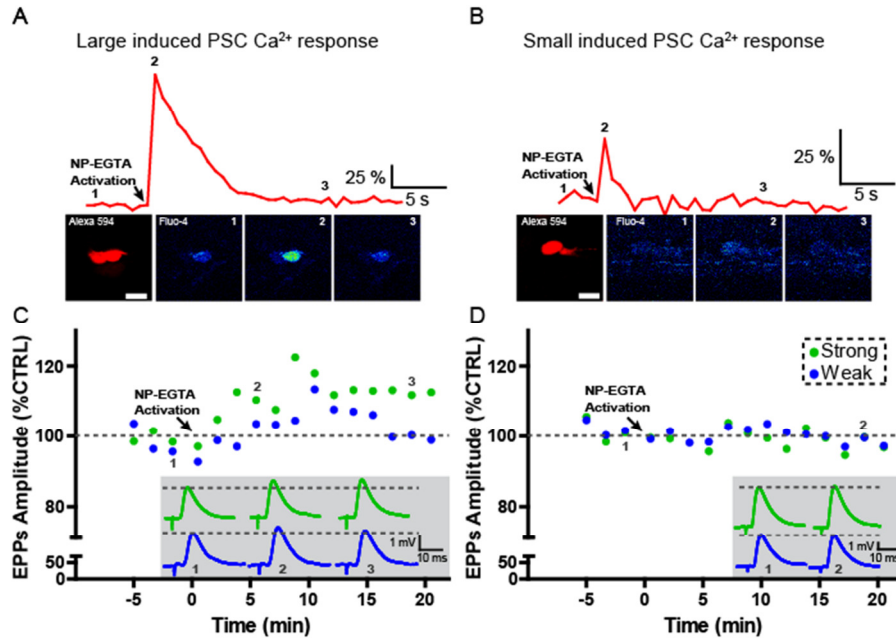 A
Large induced PSC Ca²⁺ response
2
NP-EGTA
Activation
1
3
25 %
5 s
Alexa 594
Fluo-4
1
2
3
B
Small induced PSC Ca²⁺ response
2
NP-EGTA
Activation
1
3
25 %
5 s
Alexa 594
Fluo-4
1
2
3
C
EPPs Amplitude (%CTRL)
120
100
80
50
0
NP-EGTA
Activation
1
2
3
1 mV
10 ms
1
2
3
-5
0
5
10
15
20
Time (min)
D
Strong
Weak
EPPs Amplitude (%CTRL)
120
100
80
50
0
NP-EGTA
Activation
1
2
1 mV
10 ms
1
2
-5
0
5
10
15
20
Time (min)